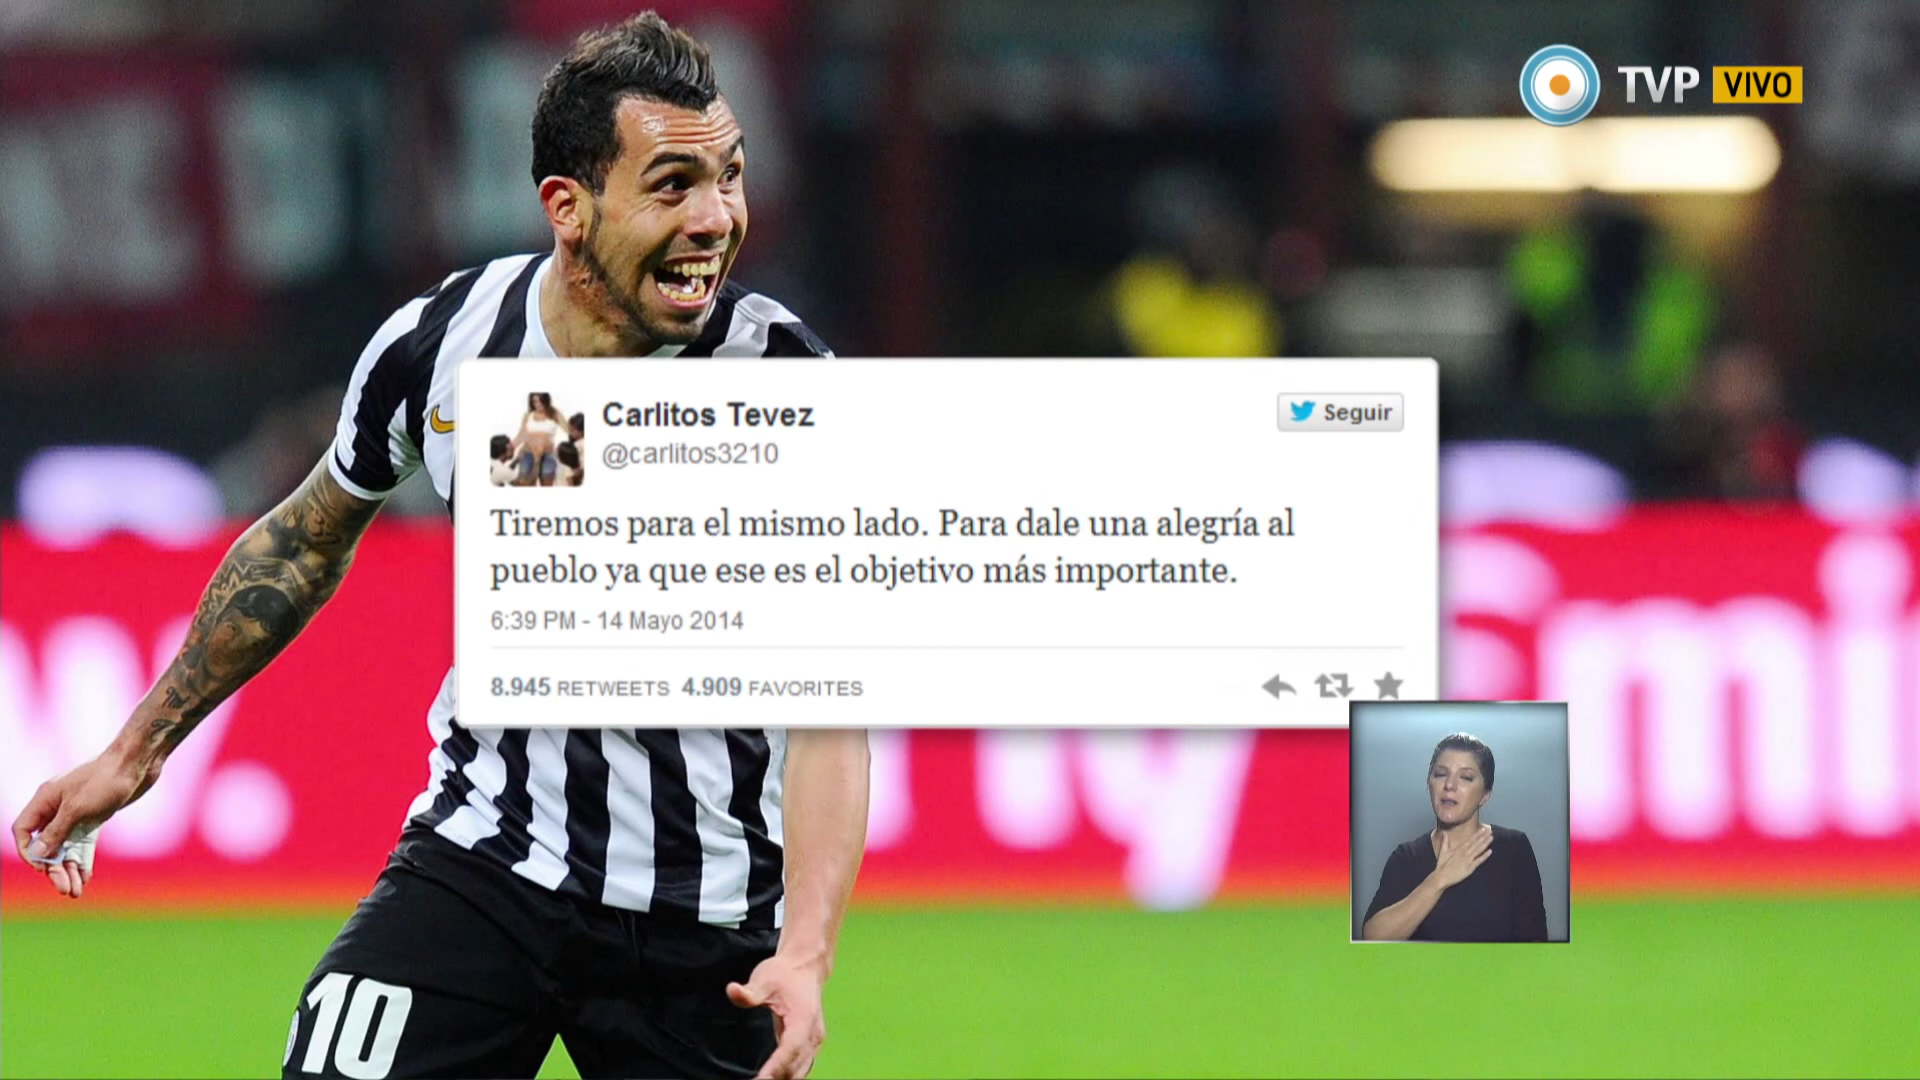 TVP VIVO
Carlitos Tevez
Seguir
@carlitos3210
Tiremos para el mismo lado. Para dale una alegría al
pueblo ya que ese es el objetivo más importante.
6:39 PM - 14 Mayo 2014
8.945 RETWEETS 4.909 FAVORITES
10